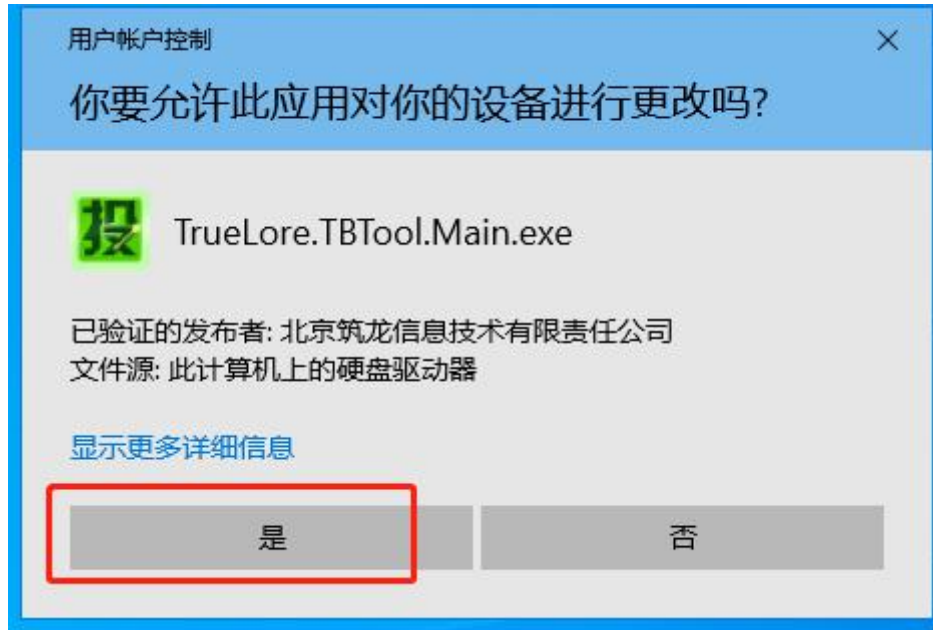 用户帐户控制
你要允许此应用对你的设备进行更改吗?
投
TrueLore.TBTool.Main.exe
已验证的发布者: 北京筑龙信息技术有限责任公司
文件源: 此计算机上的硬盘驱动器
显示更多详细信息
是
否